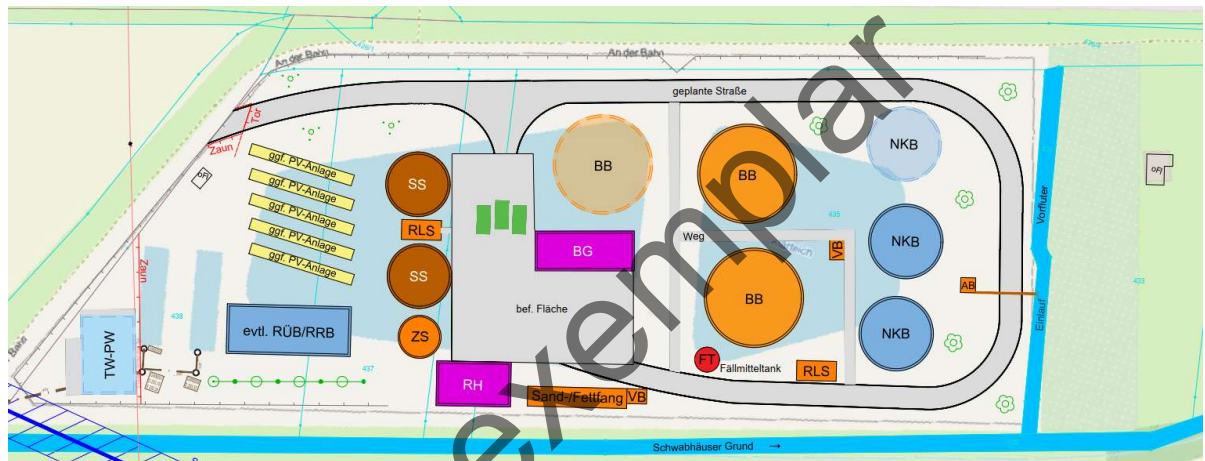 An der Bahn
426/1
An der Bahn
geplante Straße
Tor
Zaun
ggf. PV-Anlage
ggf. PV-Anlage
ggf. PV-Anlage
ggf. PV-Anlage
ggf. PV-Anlage
SS
RLS
SS
ZS
BB
BB
BB
NKB
NKB
NKB
BG
Weg
VB
435
AB
Vorfluter
Einlauf
433
Zaun
438
evtl. RÜB/RRB
bef. Fläche
TW-PW
437
RH
Sand-/Fettfang
VB
FT
Fällmitteltank
RLS
Bahn
Schwabhäuser Grund →
exemplar